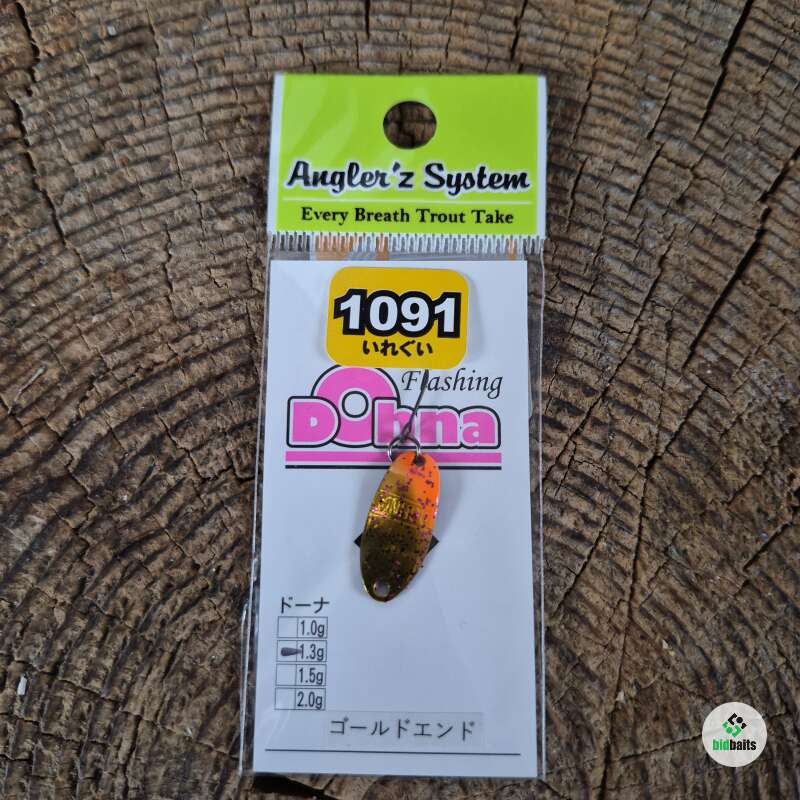 Angler'z System
Every Breath Trout Take
1091
いれぐい
Flashing
Dohna
ドーナ
1.0g
1.3g
1.5g
2.0g
ゴールドエンド
bidbaits